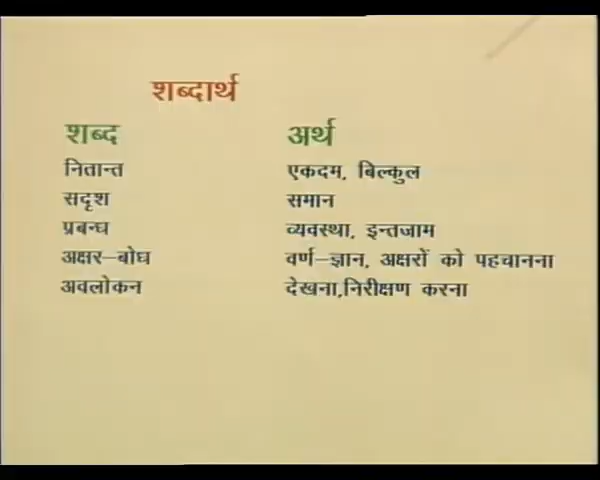 शब्दार्थ
शब्द अर्थ
नितान्त एकदम, बिल्कुल
सदृश समान
प्रबन्ध व्यवस्था, इन्तजाम
अक्षर–बोध वर्ण–ज्ञान, अक्षरों को पहचानना
अवलोकन देखना,निरीक्षण करना